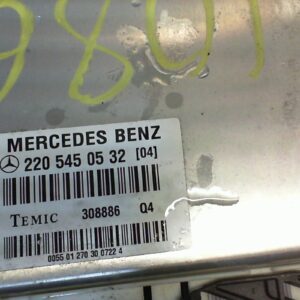 MERCEDES BENZ
220 545 05 32 [04]
TEMIC 308886 Q4
0055 01 270 30 0722 4